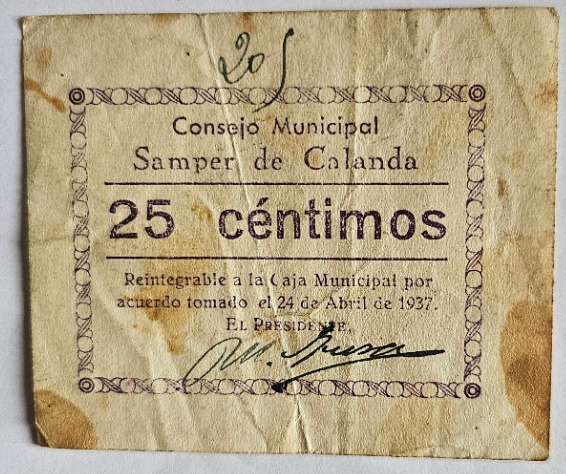 205
Consejo Municipal
Samper de Calanda
25 céntimos
Reintegrable a la Caja Municipal por
acuerdo tomado el 24 de Abril de 1937.
EL PRESIDENTE,